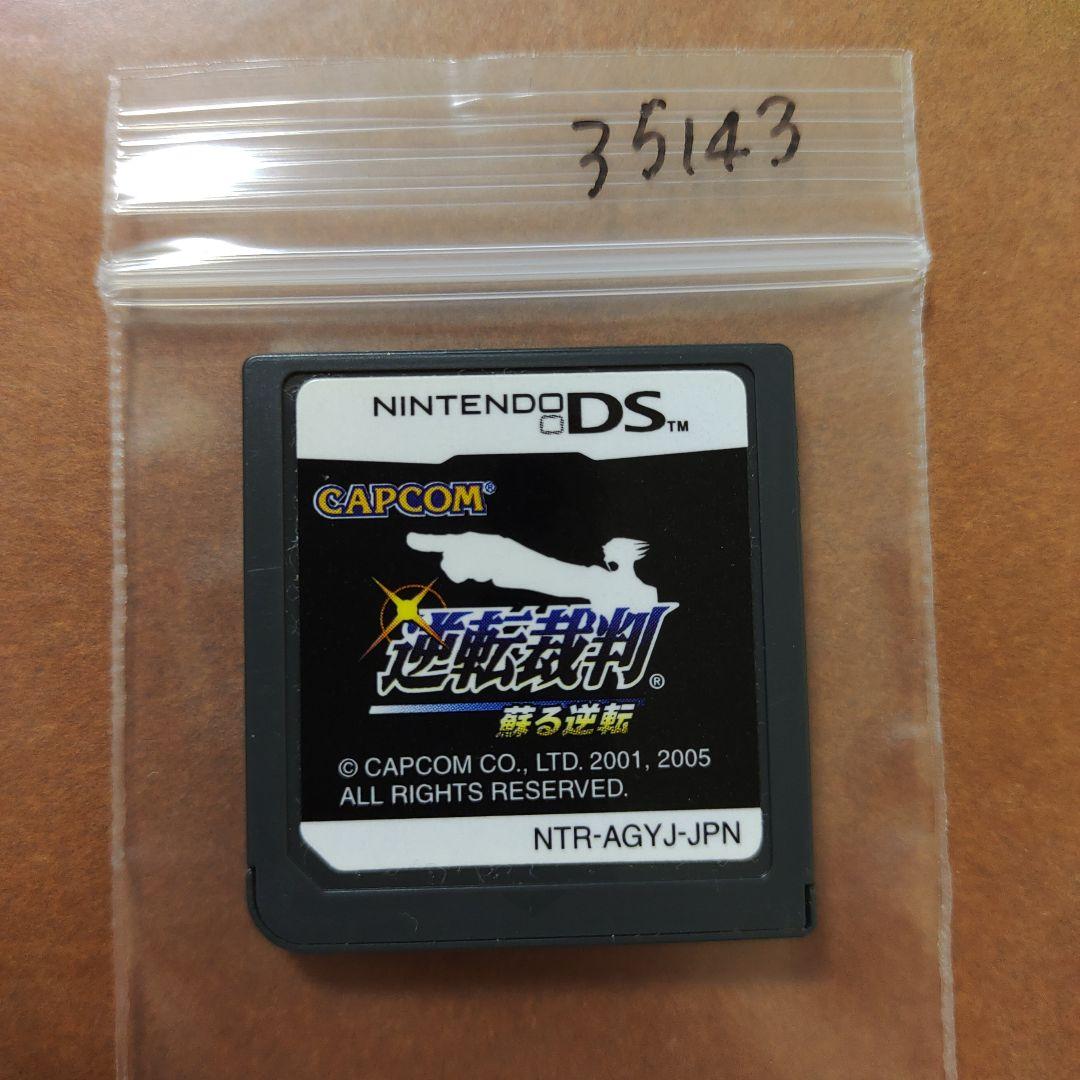 35143
NINTENDO DS™
CAPCOM®
逆転裁判®
蘇る逆転
© CAPCOM CO., LTD. 2001, 2005
ALL RIGHTS RESERVED.
NTR-AGYJ-JPN